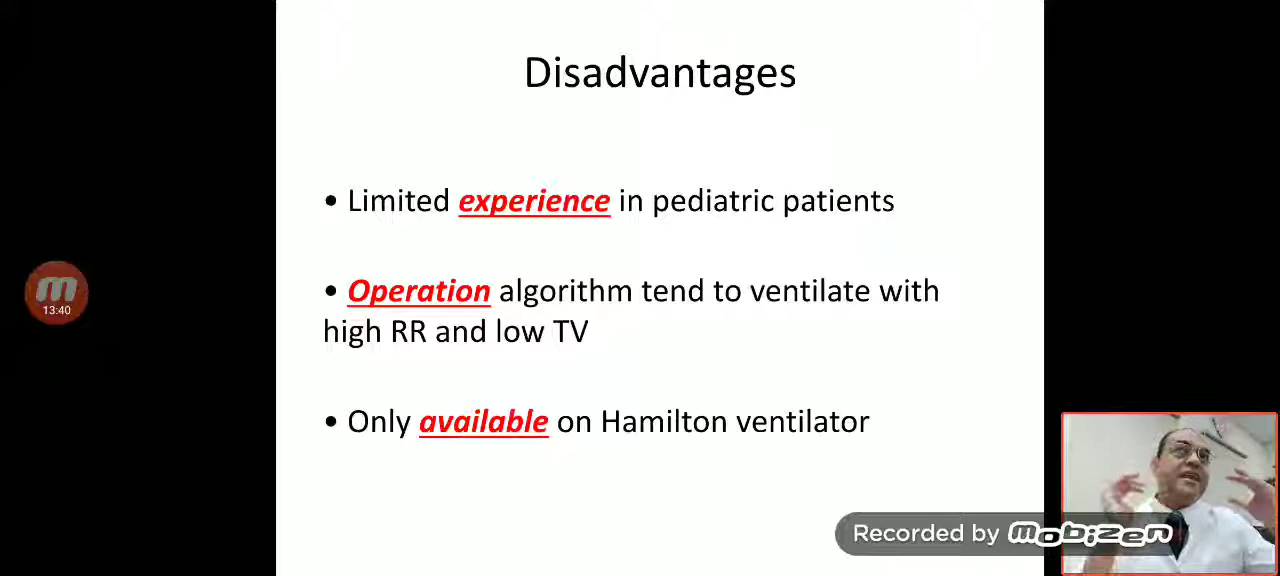 Disadvantages
• Limited experience in pediatric patients
• Operation algorithm tend to ventilate with
high RR and low TV
• Only available on Hamilton ventilator
m
13:40
Recorded by mobizen